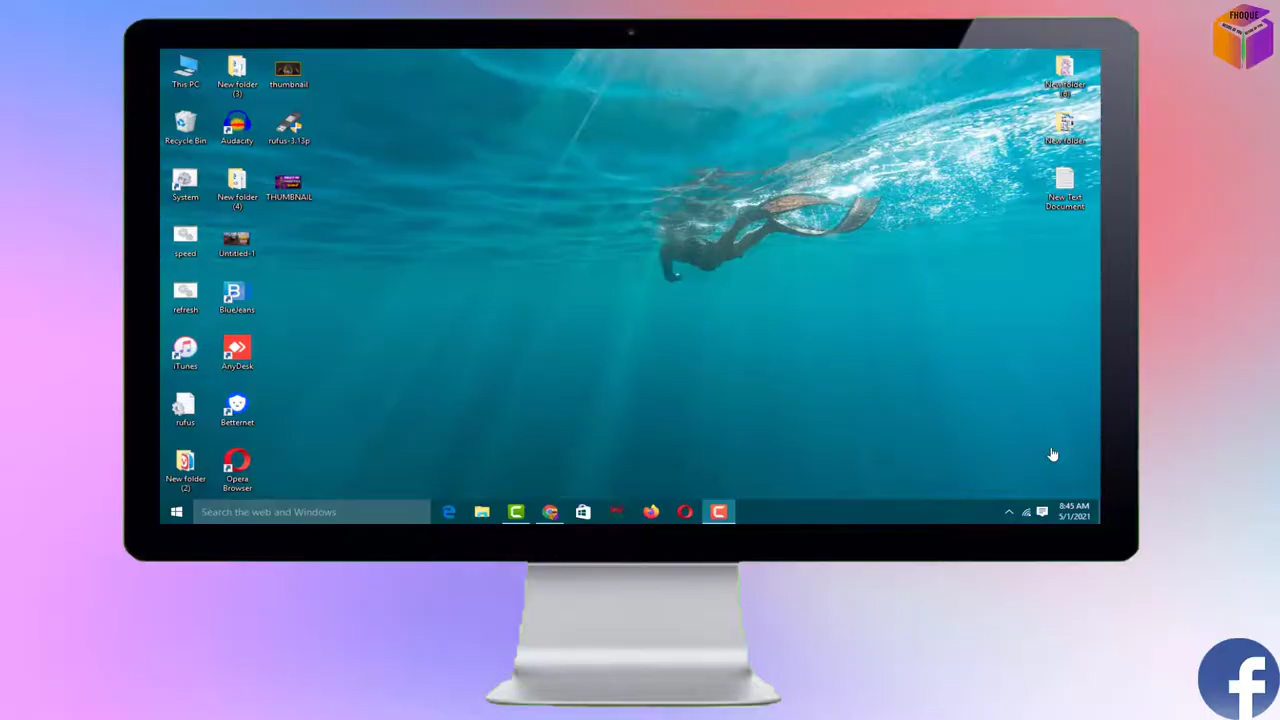 FHOQUE
This PC
New folder
(3)
thumbnail
Recycle Bin
Audacity
rufus-3.13p
System
New folder
(4)
THUMBNAIL
speed
Untitled-1
refresh
BlueJeans
iTunes
AnyDesk
rufus
Betternet
New folder
(2)
Opera
Browser
New folder
New folder
New Text
Document
Search the web and Windows
8:45 AM
5/1/2021